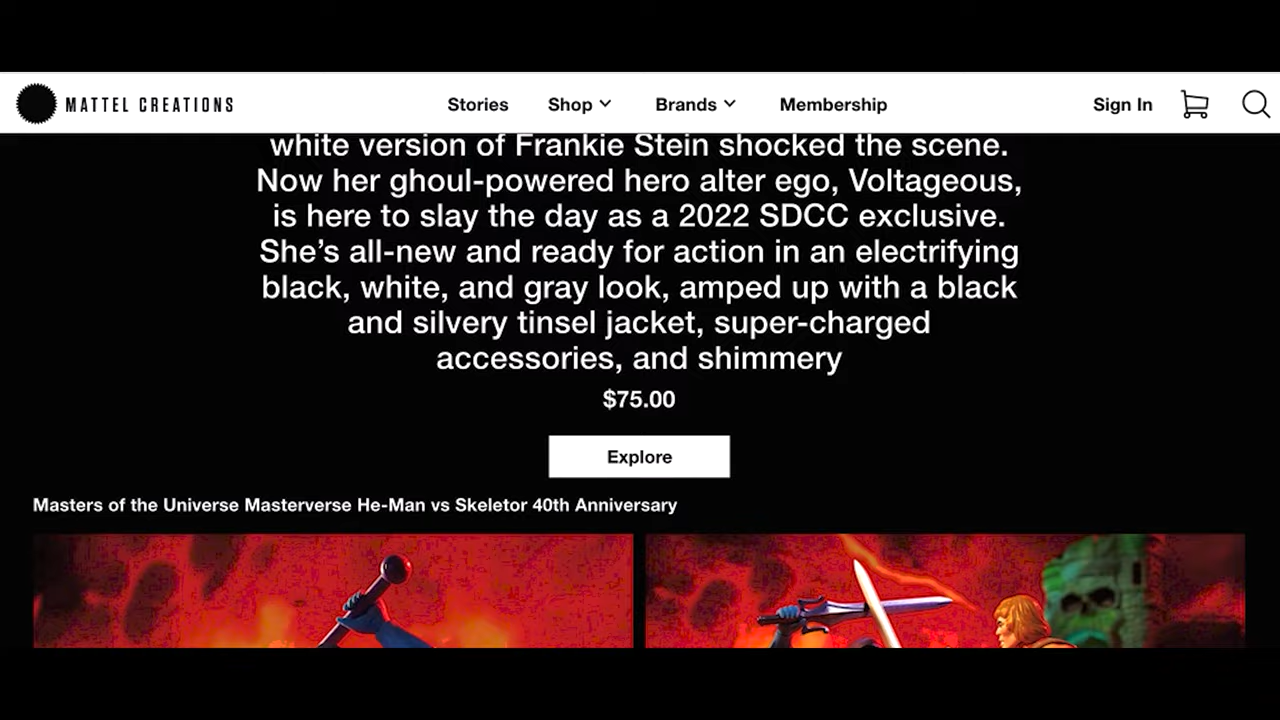 MATTEL CREATIONS
Stories Shop Brands Membership
Sign In
white version of Frankie Stein shocked the scene.
Now her ghoul-powered hero alter ego, Voltageous,
is here to slay the day as a 2022 SDCC exclusive.
She’s all-new and ready for action in an electrifying
black, white, and gray look, amped up with a black
and silvery tinsel jacket, super-charged
accessories, and shimmery
$75.00
Explore
Masters of the Universe Masterverse He-Man vs Skeletor 40th Anniversary